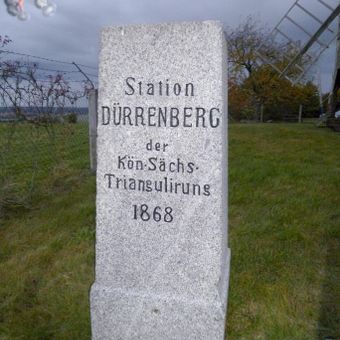 Station
DÜRRENBERG
der
Kön·Sächs·
Triangulirung
1868